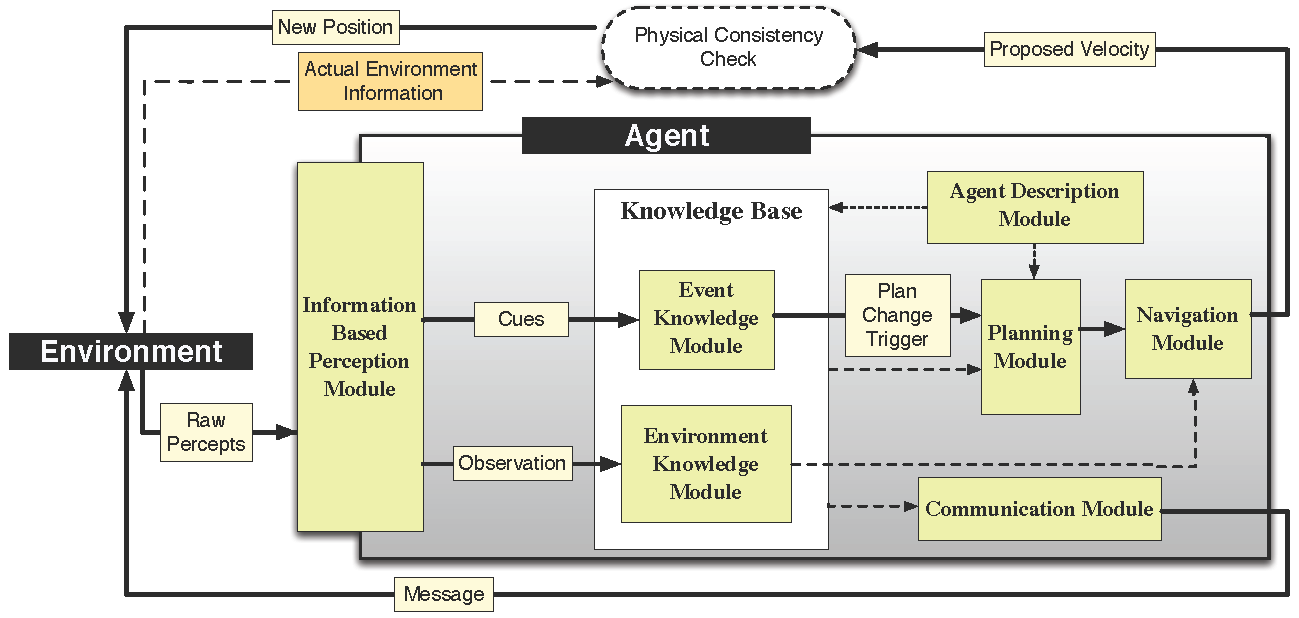 New Position
Physical Consistency
Check
Proposed Velocity
Actual Environment
Information
Agent
Agent Description
Module
Knowledge Base
Information
Based
Perception
Module
Cues
Event
Knowledge
Module
Plan
Change
Trigger
Planning
Module
Navigation
Module
Environment
Raw
Percepts
Observation
Environment
Knowledge
Module
Communication Module
Message